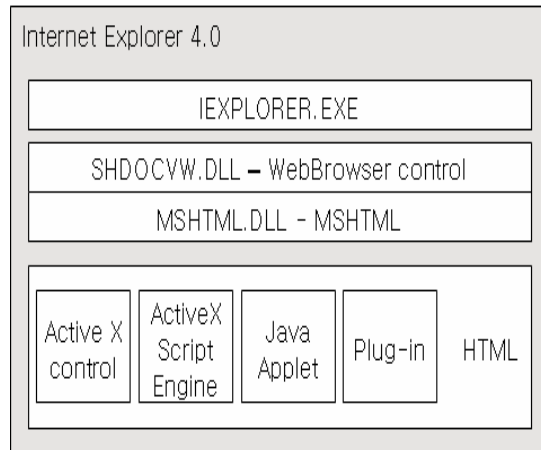 Internet Explorer 4.0
IEXPLORER.EXE
SHDOCVW.DLL – WebBrowser control
MSHTML.DLL - MSHTML
Active X
control
ActiveX
Script
Engine
Java
Applet
Plug-in
HTML